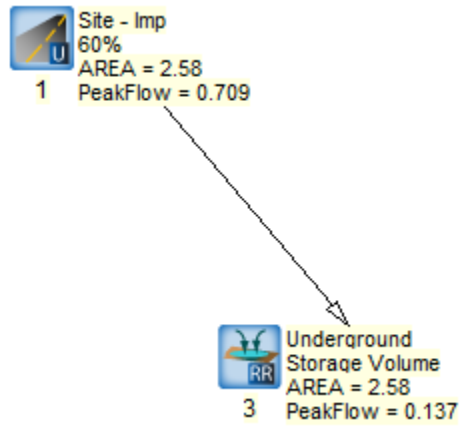 Site - Imp
60%
AREA = 2.58
PeakFlow = 0.709
U
1
Underground
Storage Volume
AREA = 2.58
PeakFlow = 0.137
RR
3